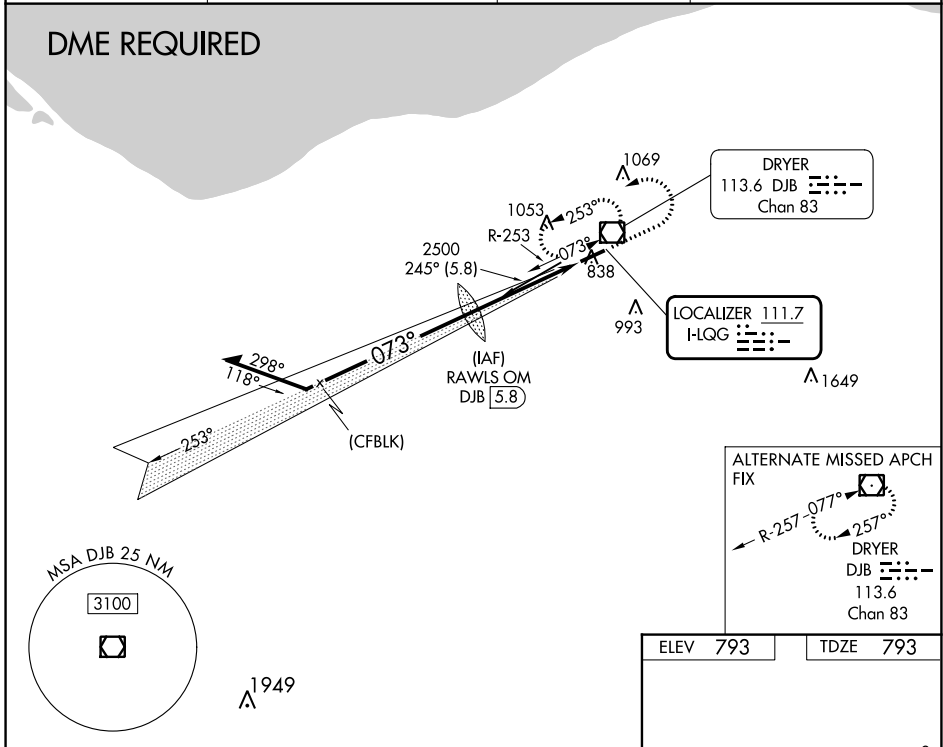 DME REQUIRED
1069
DRYER
113.6 DJB
Chan 83
1053
253°
R-253
073°
2500
245° (5.8)
838
LOCALIZER 111.7
I-LQG
993
073°
298°
118°
(IAF)
RAWLS OM
DJB 5.8
1649
(CFBLK)
253°
ALTERNATE MISSED APCH
FIX
R-257
077°
257°
DRYER
DJB
113.6
Chan 83
MSA DJB 25 NM
3100
1949
ELEV 793
TDZE 793